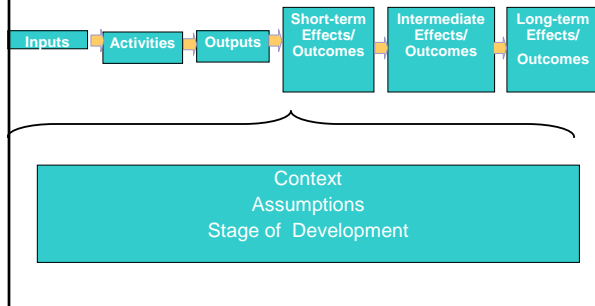 Inputs
Activities
Outputs
Short-term
Effects/
Outcomes
Intermediate
Effects/
Outcomes
Long-term
Effects/
Outcomes
Context
Assumptions
Stage of Development